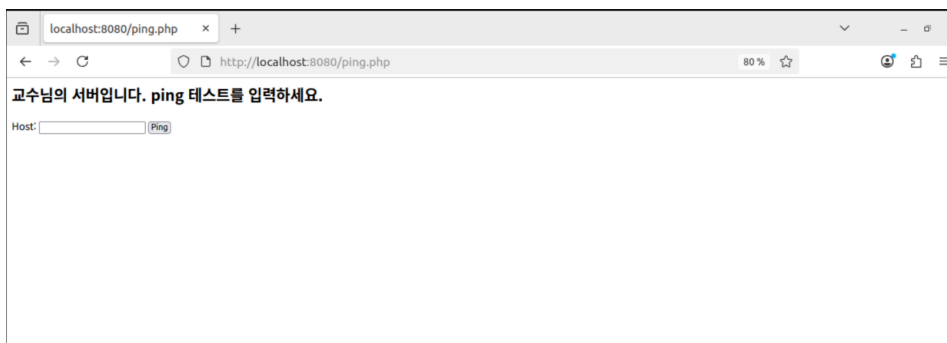 localhost:8080/ping.php
http://localhost:8080/ping.php
80 %
교수님의 서버입니다. ping 테스트를 입력하세요.
Host: Ping